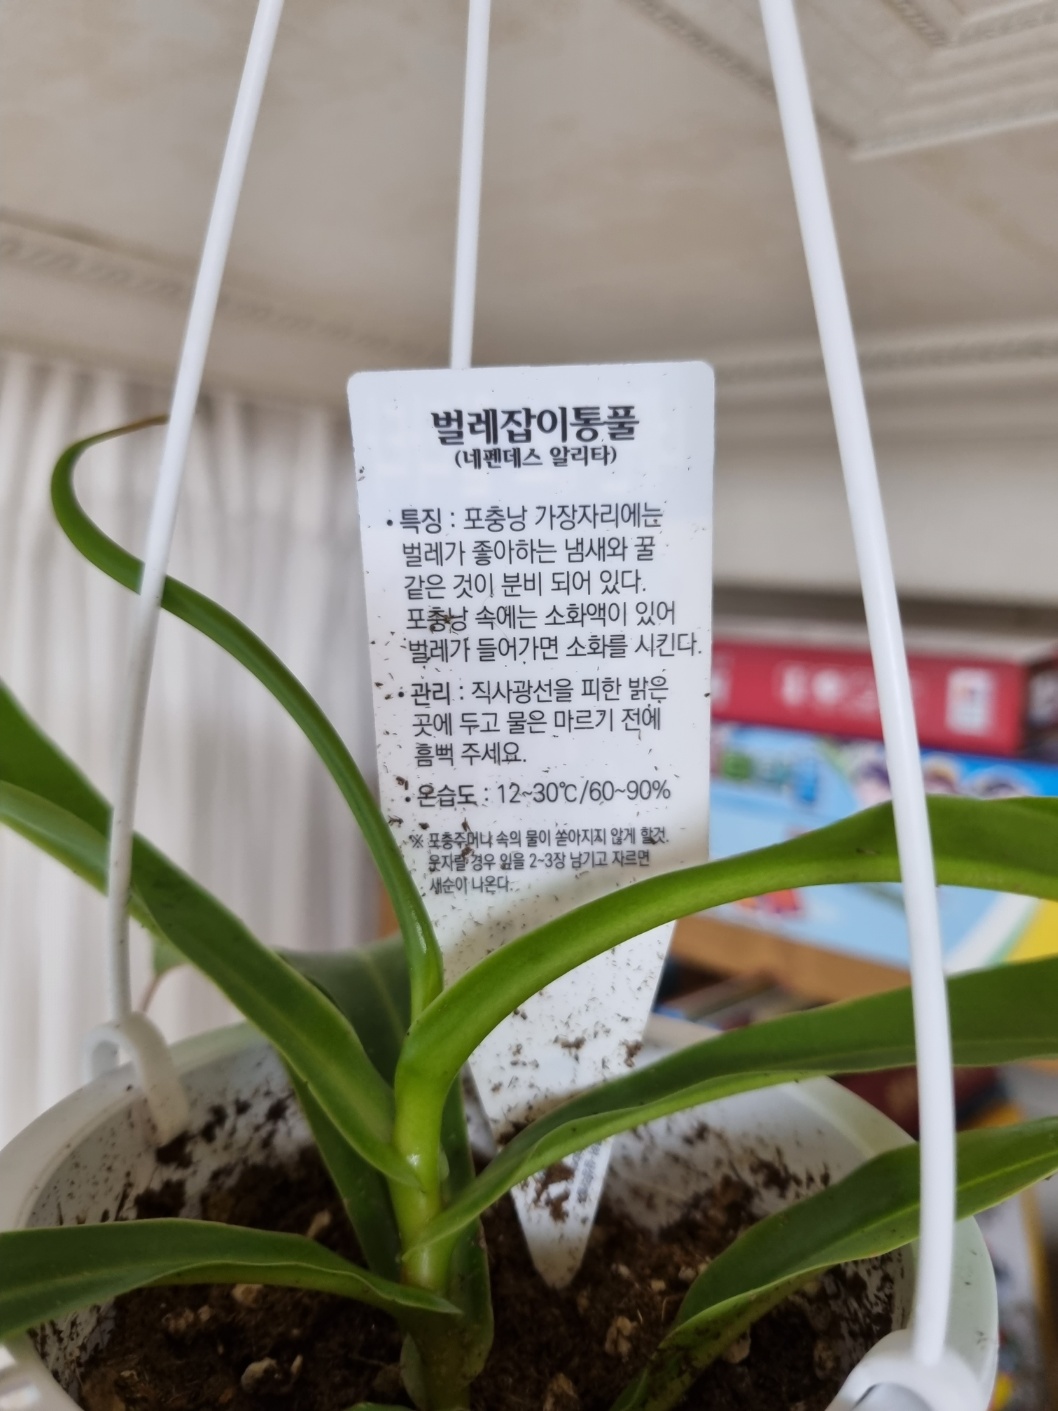 벌레잡이통풀
(네펜데스 알리타)
• 특징 : 포충낭 가장자리에는
벌레가 좋아하는 냄새와 꿀
같은 것이 분비 되어 있다.
포충낭 속에는 소화액이 있어
벌레가 들어가면 소화를 시킨다.
• 관리 : 직사광선을 피한 밝은
곳에 두고 물은 마르기 전에
흠뻑 주세요.
• 온습도 : 12~30℃/60~90%
※ 포충주머니 속의 물이 쏟아지지 않게 할것.
웃자랄 경우 잎을 2~3장 남기고 자르면
새순이 나온다.